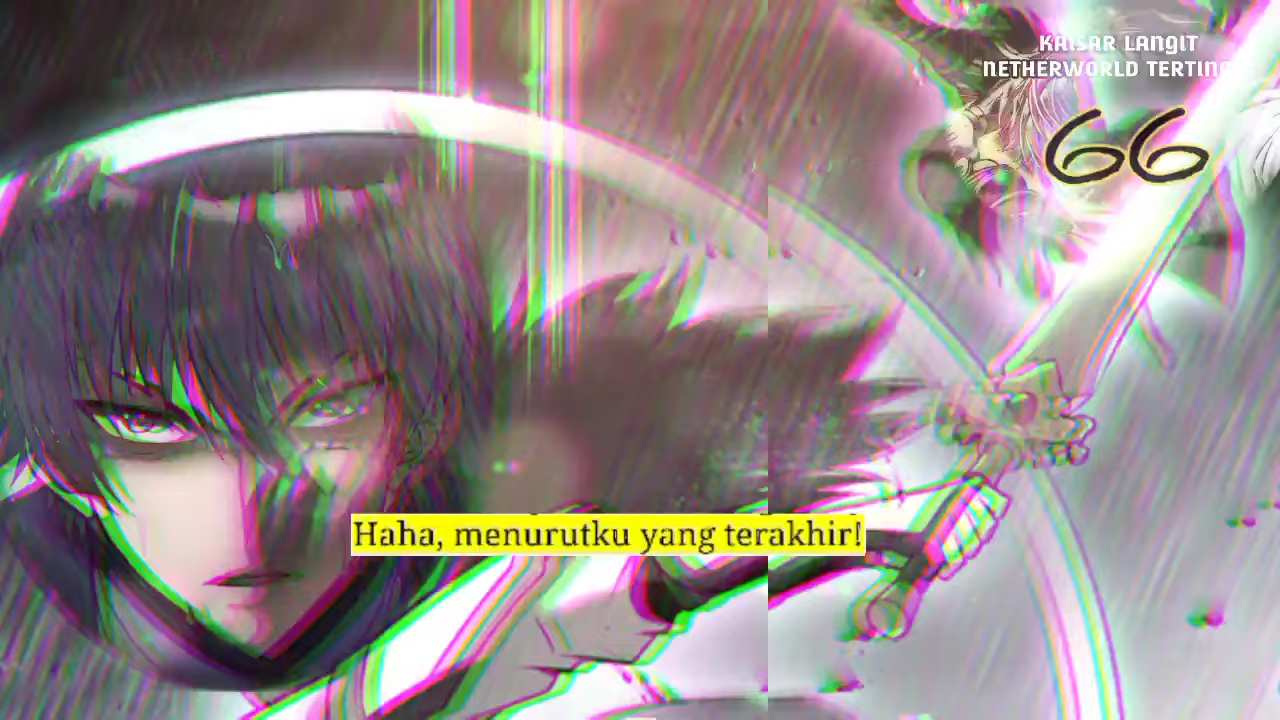 KAISAR LANGIT
NETHERWORLD TERTING
66
Haha, menurutku yang terakhir!